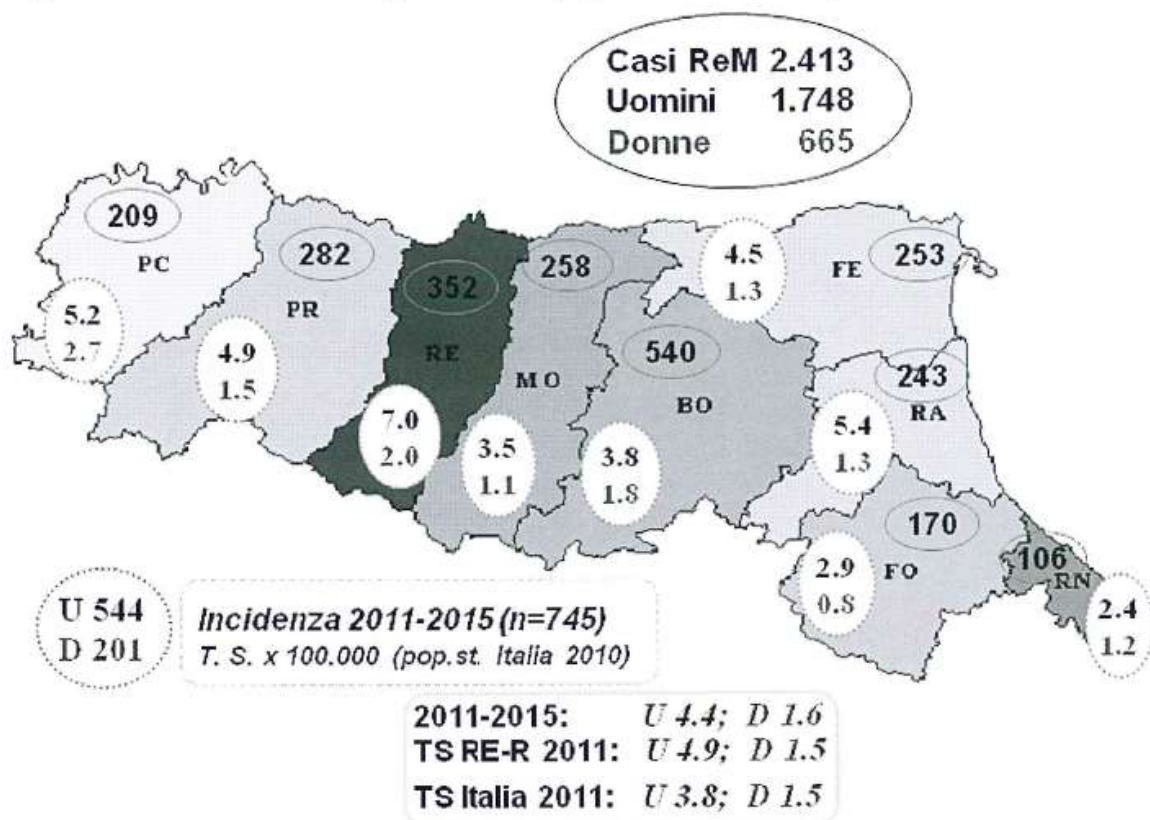 Casi ReM 2.413
Uomini 1.748
Donne 665
209
PC
5.2
2.7
282
PR
4.9
1.5
352
RE
7.0
2.0
258
MO
3.5
1.1
540
BO
3.8
1.8
4.5
1.3
FE
253
243
RA
5.4
1.3
170
FO
2.9
0.8
106
RN
2.4
1.2
U 544
D 201
Incidenza 2011-2015 (n=745)
T. S. x 100.000 (pop.st. Italia 2010)
2011-2015: U 4.4; D 1.6
TS RE-R 2011: U 4.9; D 1.5
TS Italia 2011: U 3.8; D 1.5